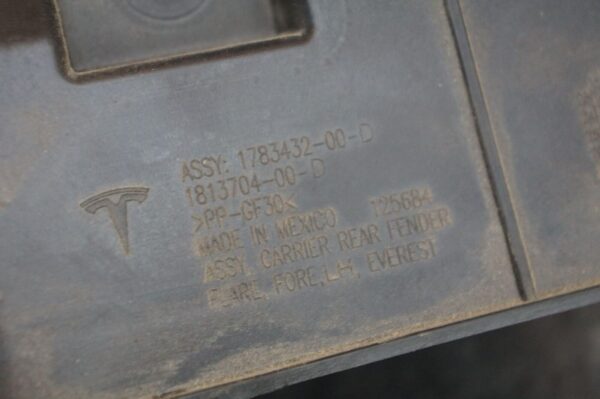 ASSY: 1783432-00-D
1813704-00-D
>PP-GF30<
MADE IN MEXICO 125684
ASSY, CARRIER REAR FENDER
FLARE, FORE, LH, EVEREST